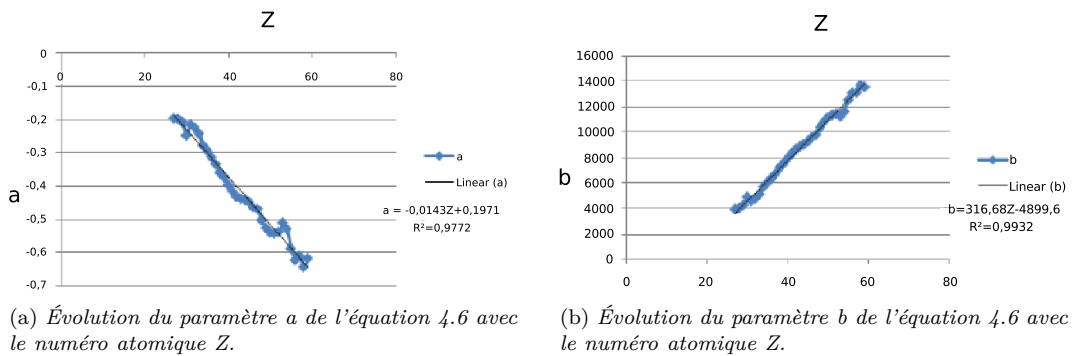 Z
0
0
20
40
60
80
-0,1
-0,2
-0,3
-0,4
-0,5
-0,6
-0,7
a
a
Linear (a)
a = -0,0143Z+0,1971
R²=0,9772
(a) Évolution du paramètre a de l'équation 4.6 avec
le numéro atomique Z.
Z
16000
14000
12000
10000
8000
6000
4000
2000
0
0
20
40
60
80
b
b
Linear (b)
b=316,68Z-4899,6
R²=0,9932
(b) Évolution du paramètre b de l'équation 4.6 avec
le numéro atomique Z.